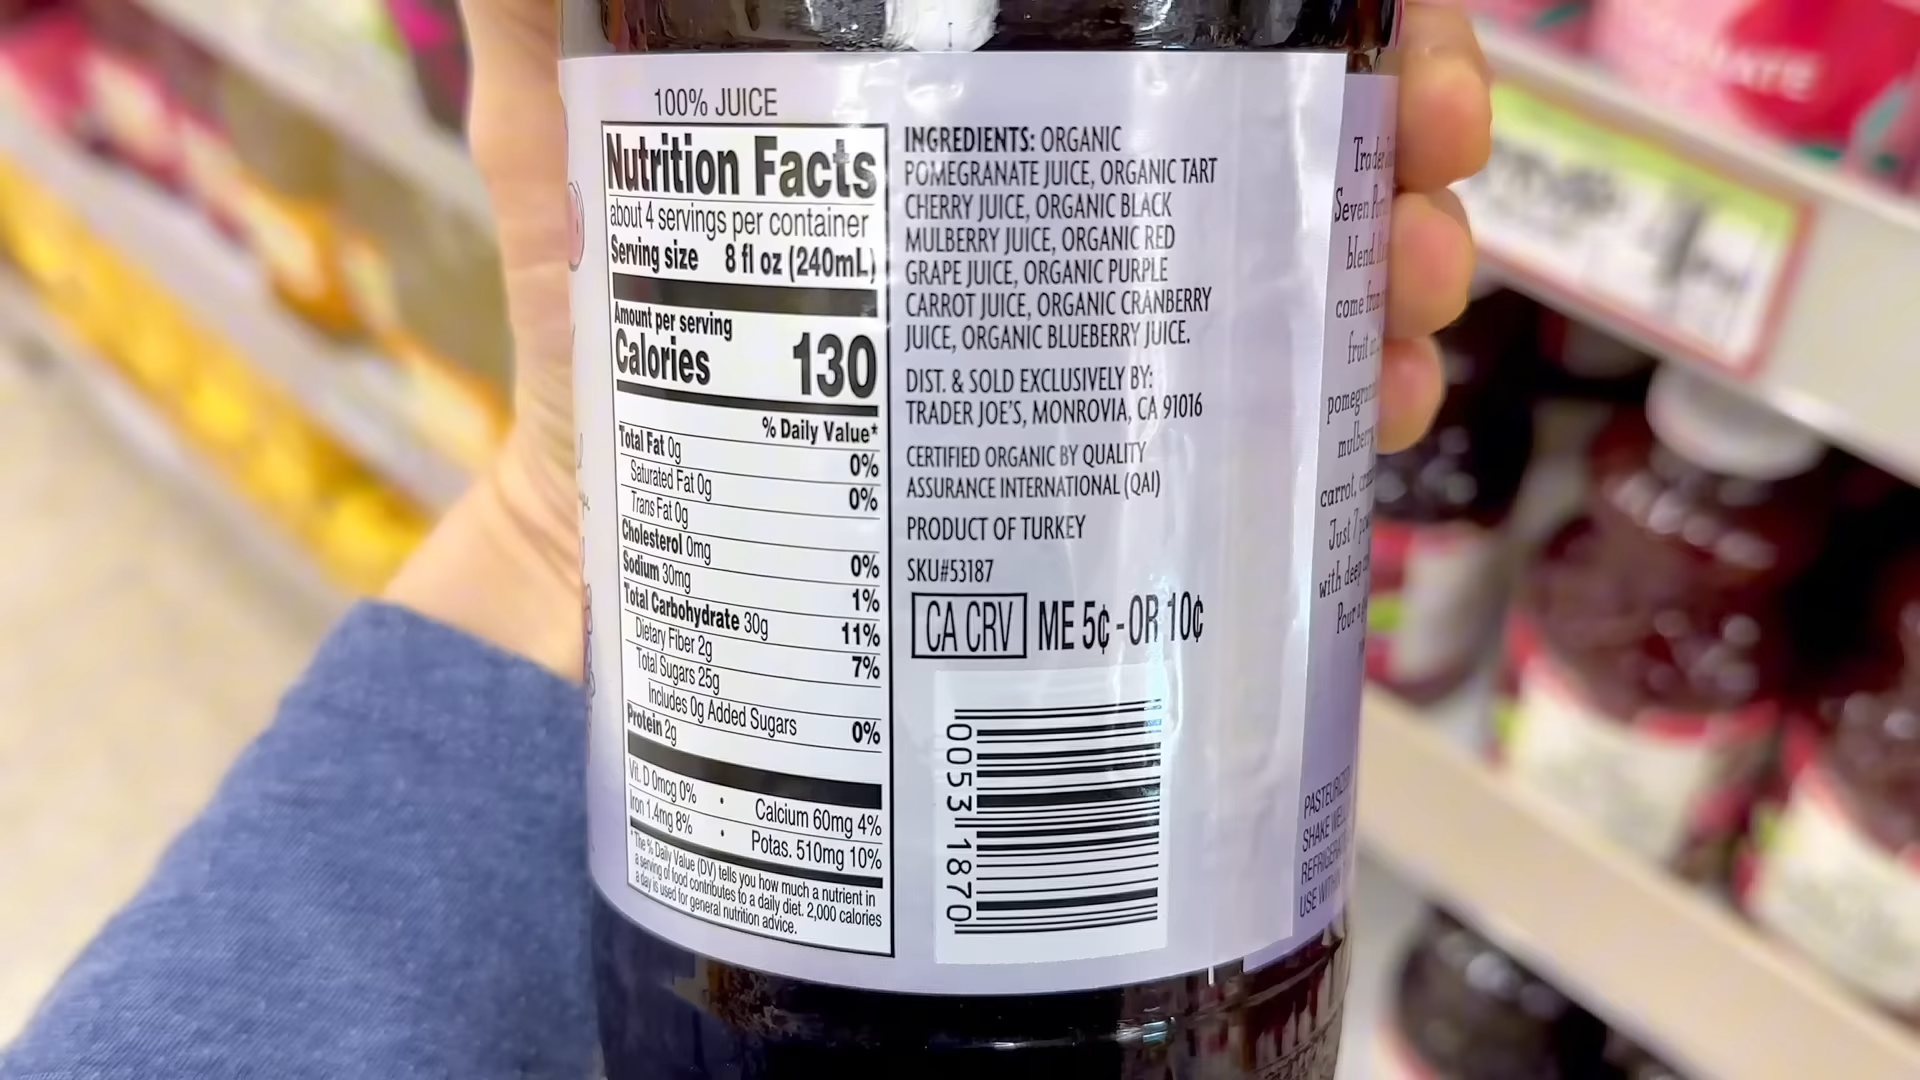 100% JUICE
Nutrition Facts
about 4 servings per container
Serving size 8 fl oz (240mL)
Amount per serving
Calories 130
% Daily Value*
Total Fat 0g 0%
Saturated Fat 0g 0%
Trans Fat 0g
Cholesterol 0mg 0%
Sodium 30mg 1%
Total Carbohydrate 30g 11%
Dietary Fiber 2g 7%
Total Sugars 25g
Includes 0g Added Sugars 0%
Protein 2g
Vit. D 0mcg 0% • Calcium 60mg 4%
Iron 1.4mg 8% • Potas. 510mg 10%
*The % Daily Value (DV) tells you how much a nutrient in
a serving of food contributes to a daily diet. 2,000 calories
a day is used for general nutrition advice.
INGREDIENTS: ORGANIC
POMEGRANATE JUICE, ORGANIC TART
CHERRY JUICE, ORGANIC BLACK
MULBERRY JUICE, ORGANIC RED
GRAPE JUICE, ORGANIC PURPLE
CARROT JUICE, ORGANIC CRANBERRY
JUICE, ORGANIC BLUEBERRY JUICE.
DIST. & SOLD EXCLUSIVELY BY:
TRADER JOE'S, MONROVIA, CA 91016
CERTIFIED ORGANIC BY QUALITY
ASSURANCE INTERNATIONAL (QAI)
PRODUCT OF TURKEY
SKU#53187
CA CRV ME 5¢ - OR 10¢
0053 1870
Trader
Seven
blend.
come
fruit
carrot,
Just 7
with deep
Pour
SHAKE WELL
USE